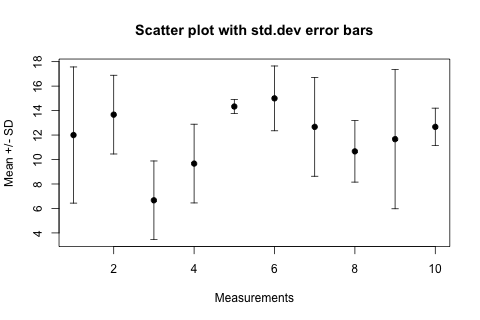 Scatter plot with std.dev error bars
Mean +/- SD
18
16
14
12
10
8
6
4
2 4 6 8 10
Measurements